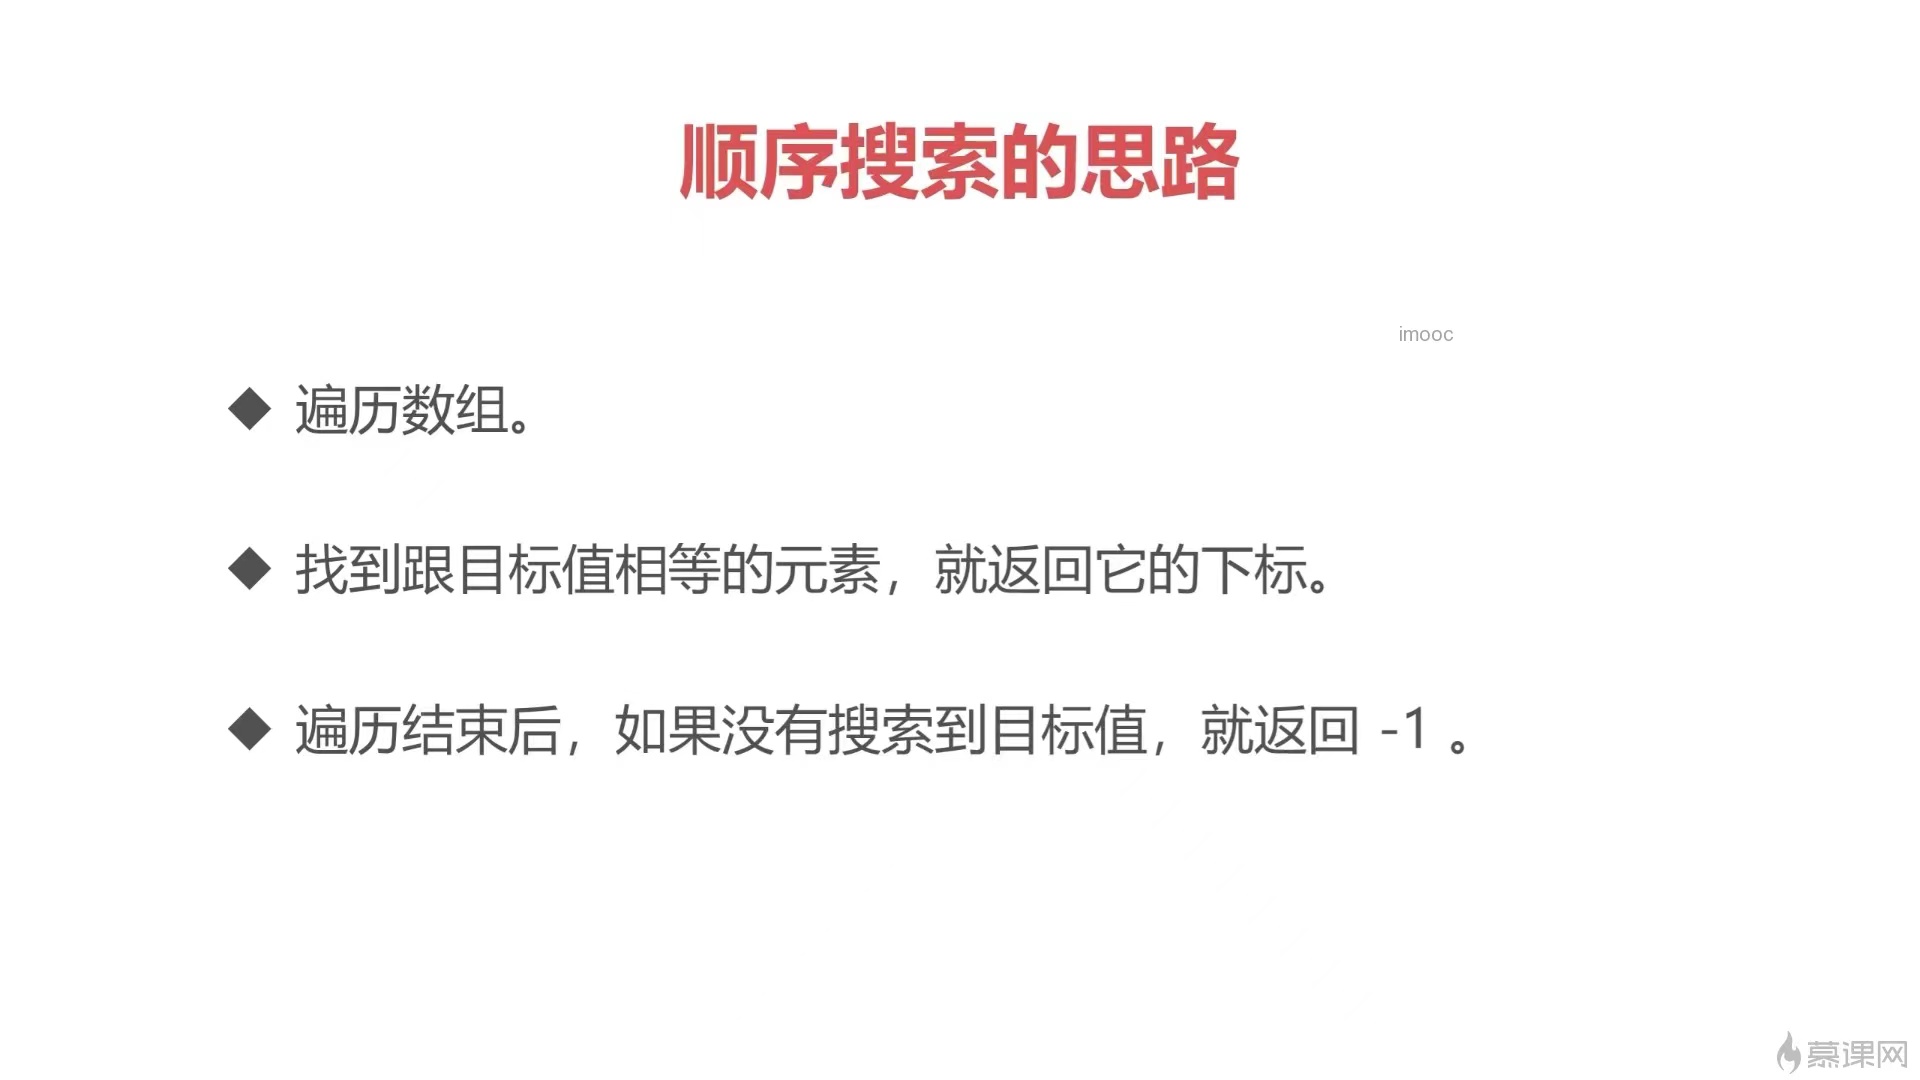 顺序搜索的思路
imooc
◆ 遍历数组。
◆ 找到跟目标值相等的元素，就返回它的下标。
◆ 遍历结束后，如果没有搜索到目标值，就返回 -1 。
慕课网